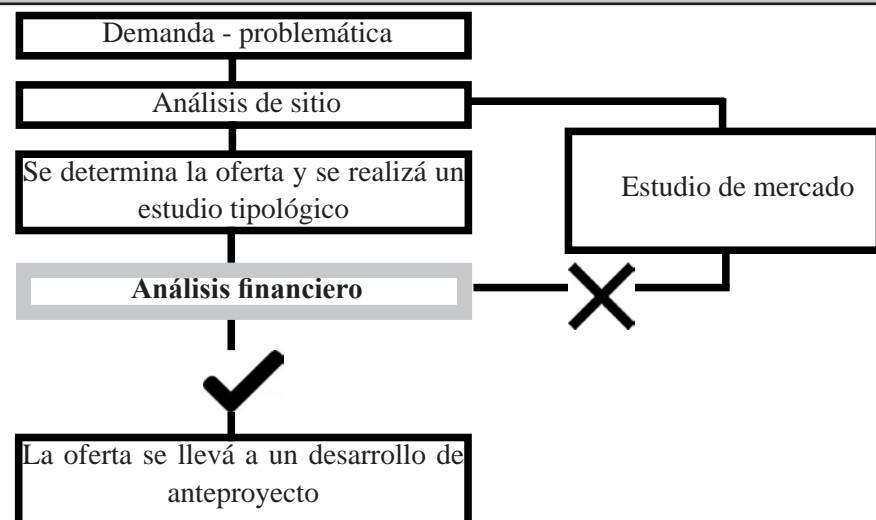 Demanda - problemática
Análisis de sitio
Se determina la oferta y se realizá un
estudio tipológico
Estudio de mercado
Análisis financiero
La oferta se llevá a un desarrollo de
anteproyecto